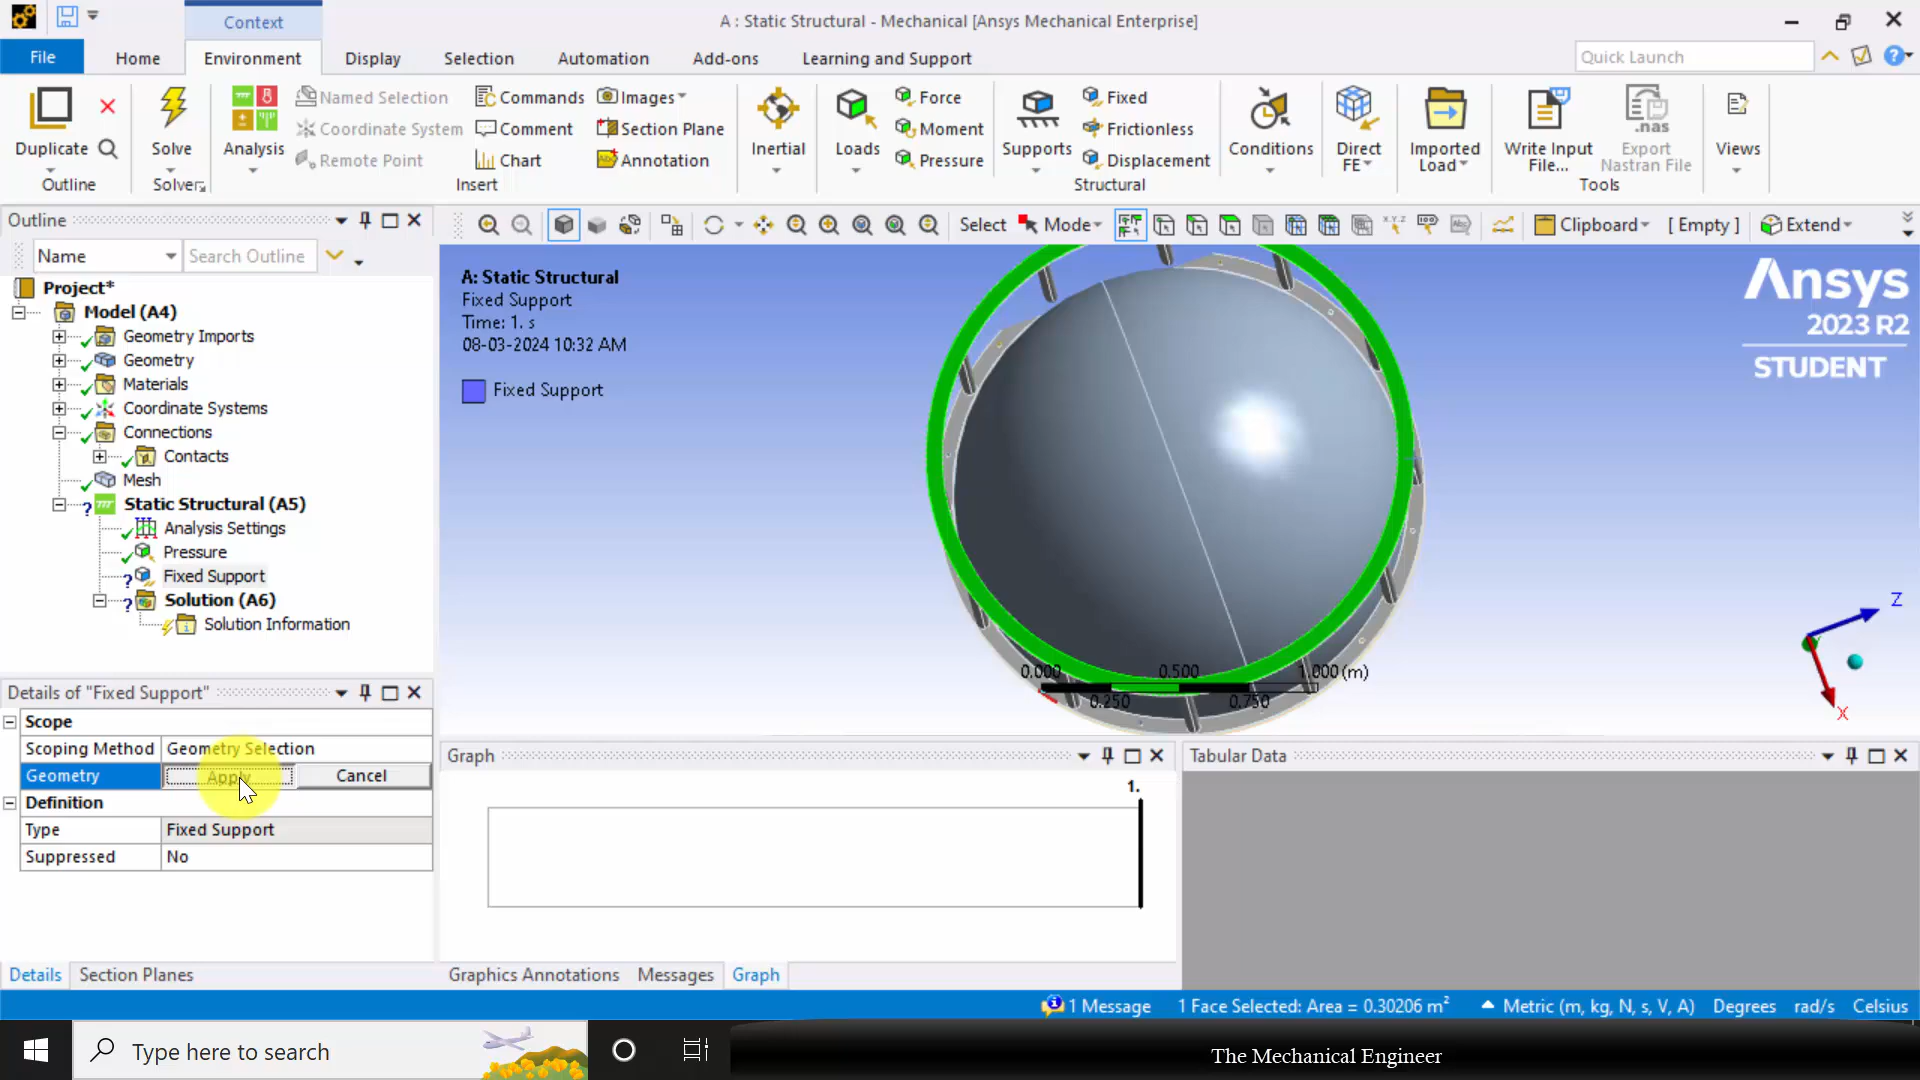 Context
A : Static Structural - Mechanical [Ansys Mechanical Enterprise]
File
Home
Environment
Display
Selection
Automation
Add-ons
Learning and Support
Quick Launch
Duplicate
Outline
Solve
Solver
Analysis
Named Selection
Coordinate System
Remote Point
Commands
Comment
Chart
Images
Section Plane
Annotation
Insert
Inertial
Loads
Force
Moment
Pressure
Supports
Fixed
Frictionless
Displacement
Structural
Conditions
Direct
FE
Imported
Load
Write Input
File...
.nas
Export
Nastran File
Tools
Views
Outline
Name
Search Outline
Select
Mode
Clipboard
[ Empty ]
Extend
Project*
Model (A4)
Geometry Imports
Geometry
Materials
Coordinate Systems
Connections
Contacts
Mesh
Static Structural (A5)
Analysis Settings
Pressure
Fixed Support
Solution (A6)
Solution Information
A: Static Structural
Fixed Support
Time: 1. s
08-03-2024 10:32 AM
Fixed Support
Ansys
2023 R2
STUDENT
Z
X
0.000
0.500
1.000 (m)
0.250
0.750
Details of "Fixed Support"
Scope
Scoping Method
Geometry Selection
Geometry
Apply
Cancel
Definition
Type
Fixed Support
Suppressed
No
Details
Section Planes
Graph
1.
Graphics Annotations
Messages
Graph
Tabular Data
1 Message
1 Face Selected: Area = 0.30206 m²
Metric (m, kg, N, s, V, A)
Degrees
rad/s
Celsius
Type here to search
The Mechanical Engineer